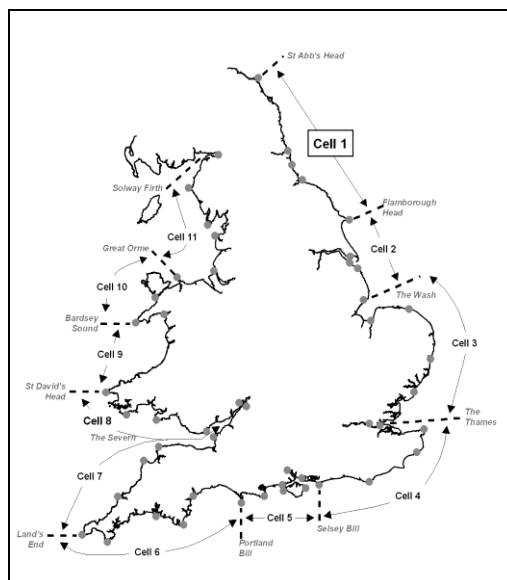 St Abb's Head
Cell 1
Solway Firth
Flamborough
Head
Cell 11
Great Orme
Cell 2
Cell 10
The Wash
Bardsey
Sound
Cell 3
Cell 9
St David's
Head
Cell 8
The
Thames
The Severn
Cell 7
Cell 4
Cell 5
Selsey Bill
Land's
End
Cell 6
Portland
Bill